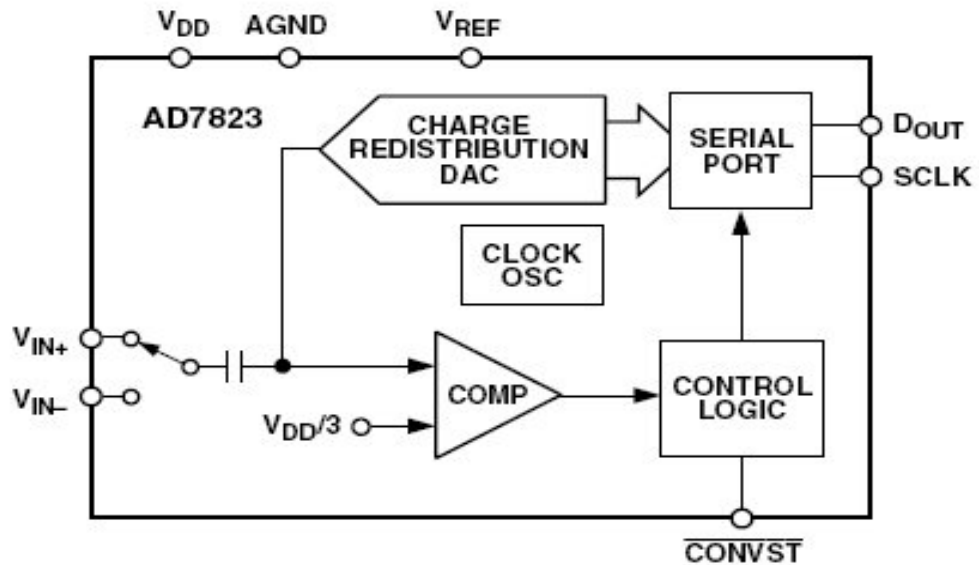 VDD AGND VREF
AD7823
CHARGE
REDISTRIBUTION
DAC
SERIAL
PORT
DOUT
SCLK
CLOCK
OSC
VIN+
VIN–
COMP
VDD/3
CONTROL
LOGIC
CONVST